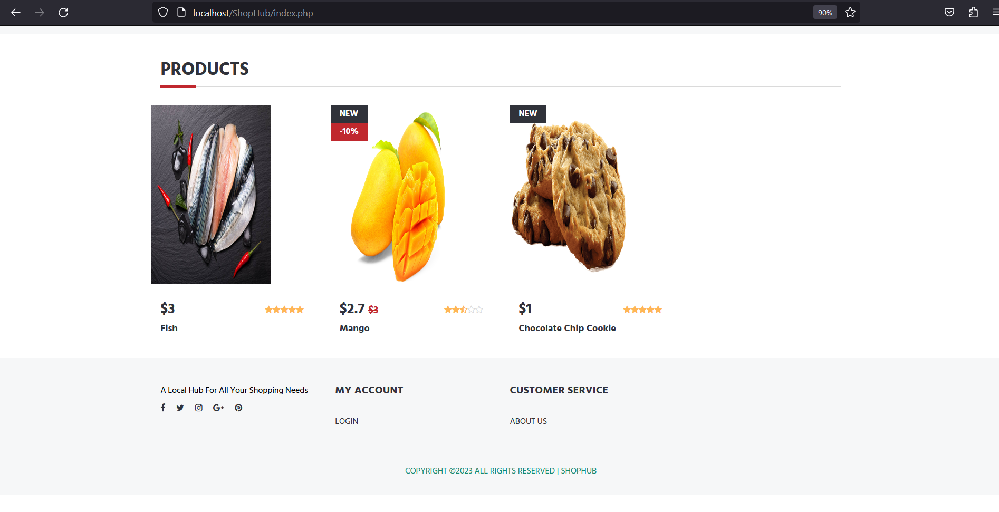 localhost/ShopHub/index.php
90%
PRODUCTS
NEW
-10%
NEW
$3
$2.7 $3
$1
Fish
Mango
Chocolate Chip Cookie
A Local Hub For All Your Shopping Needs
MY ACCOUNT
LOGIN
CUSTOMER SERVICE
ABOUT US
COPYRIGHT ©2023 ALL RIGHTS RESERVED | SHOPHUB